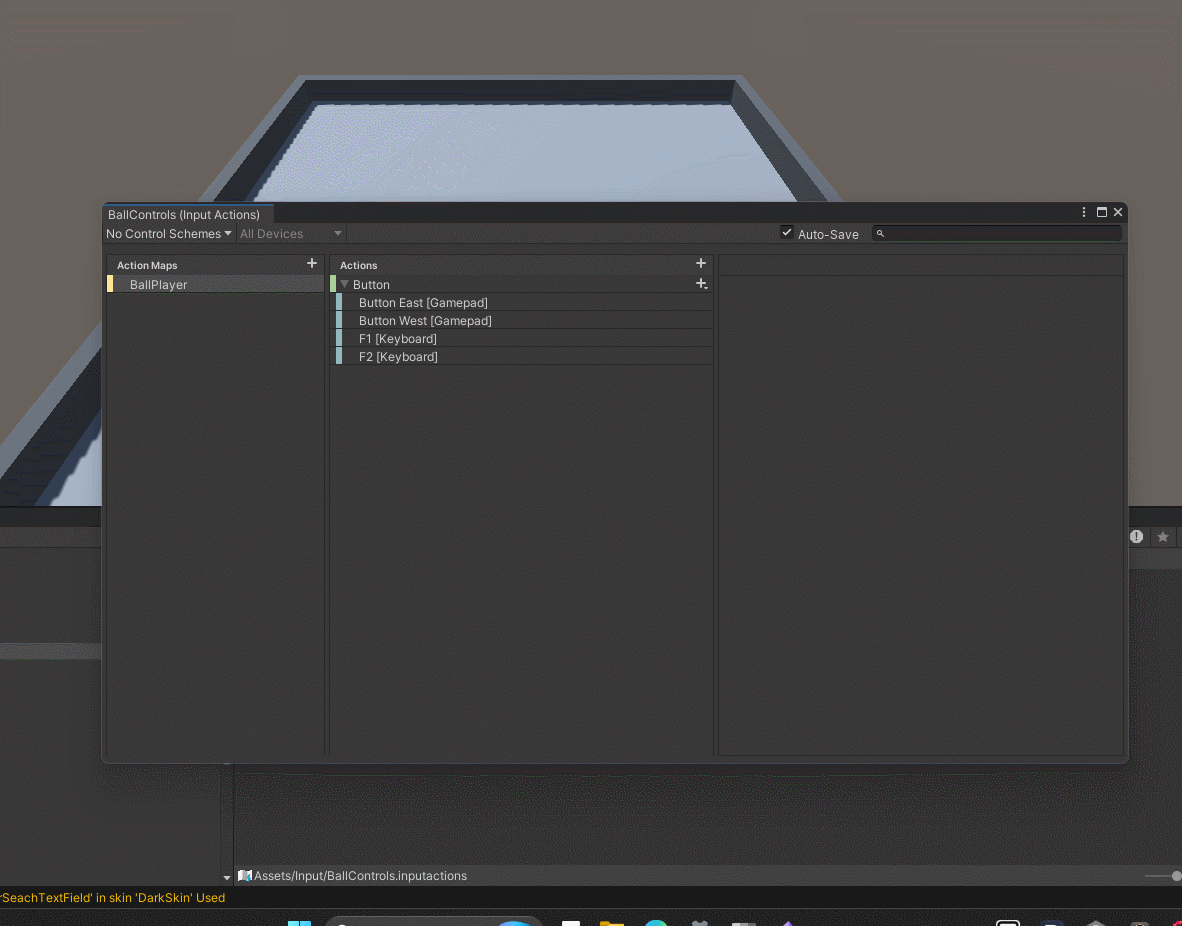 BallControls (Input Actions)
No Control Schemes
All Devices
Auto-Save
Action Maps
Actions
BallPlayer
Button
Button East [Gamepad]
Button West [Gamepad]
F1 [Keyboard]
F2 [Keyboard]
Assets/Input/BallControls.inputactions
rSeachTextField' in skin 'DarkSkin' Used